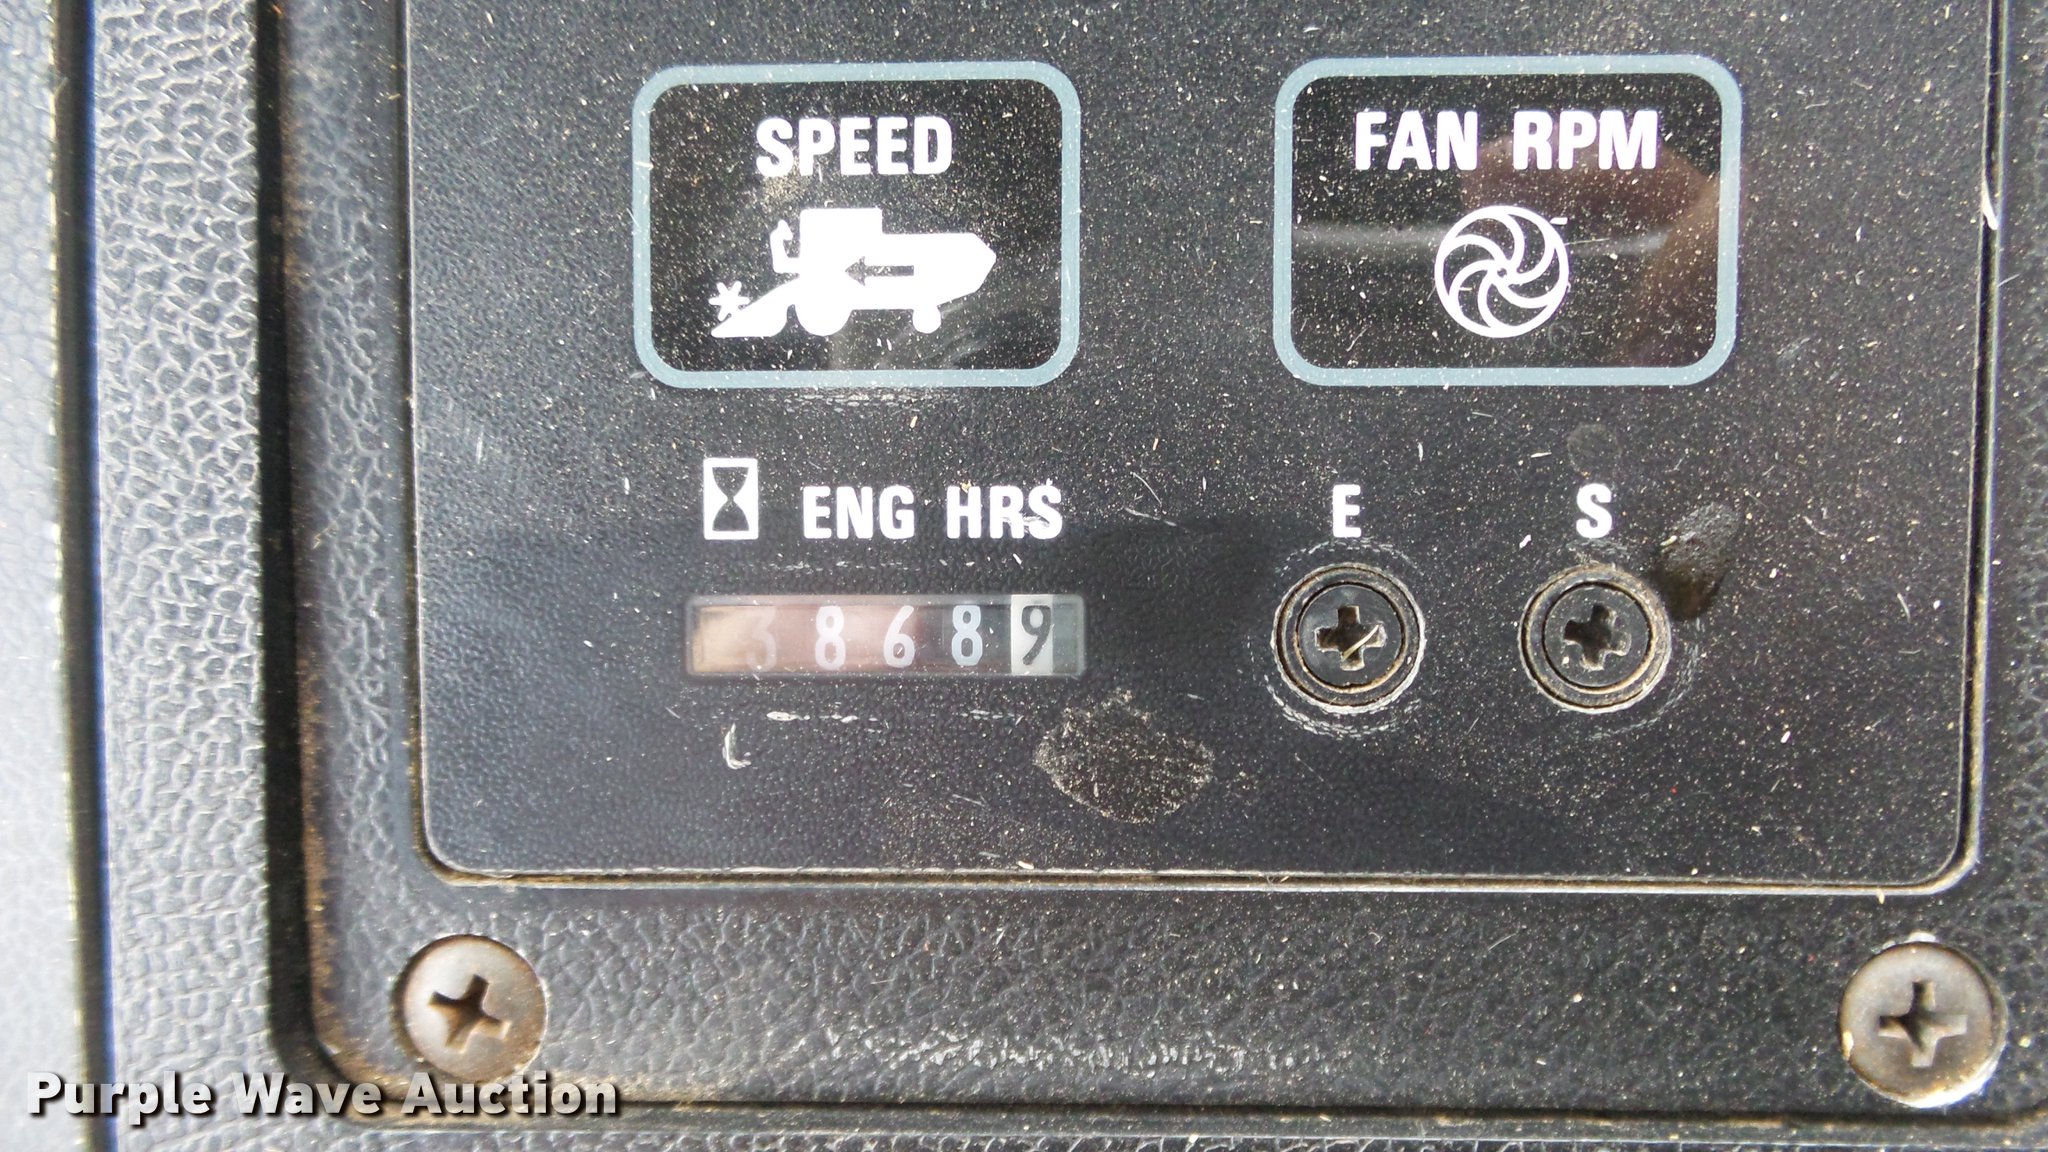 SPEED
FAN RPM
ENG HRS
E
S
38689
Purple Wave Auction